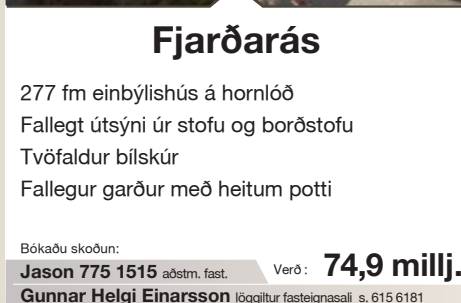 Fjarðarás
277 fm einbýlishús á hornlóð
Fallegt útsýni úr stofu og borðstofu
Tvöfaldur bílskúr
Fallegur garður með heitum potti
Bókaðu skoðun:
Jason 775 1515 aðstm. fast.
Verð: 74,9 millj.
Gunnar Helgi Einarsson löggiltur fasteignasali s. 615 6181